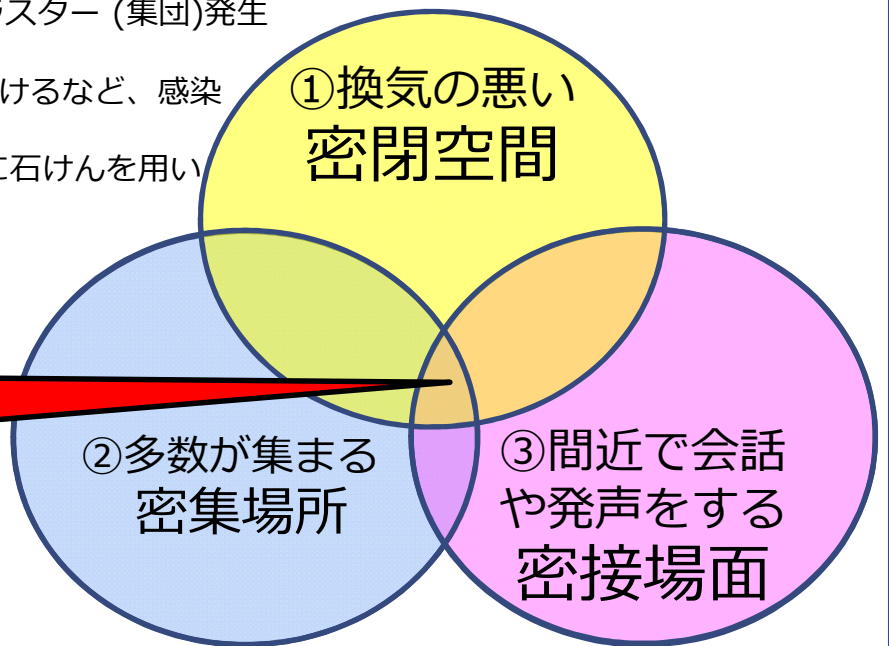 スター (集団)発生
けるなど、感染
に石けんを用い
①換気の悪い
密閉空間
②多数が集まる
密集場所
③間近で会話
や発声をする
密接場面